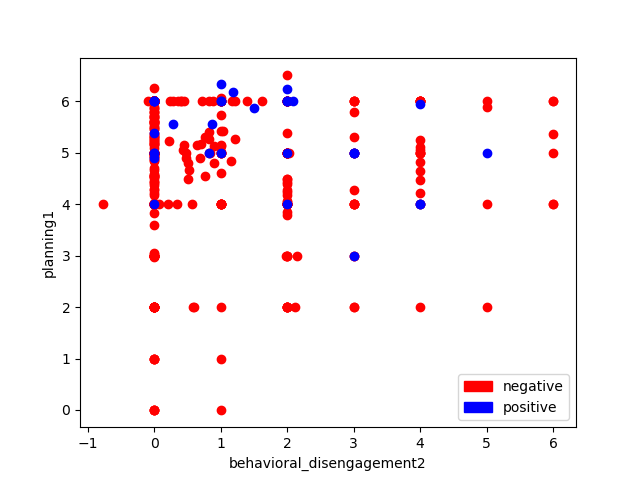 planning1
6
5
4
3
2
1
0
−1 0 1 2 3 4 5 6
behavioral_disengagement2
negative
positive